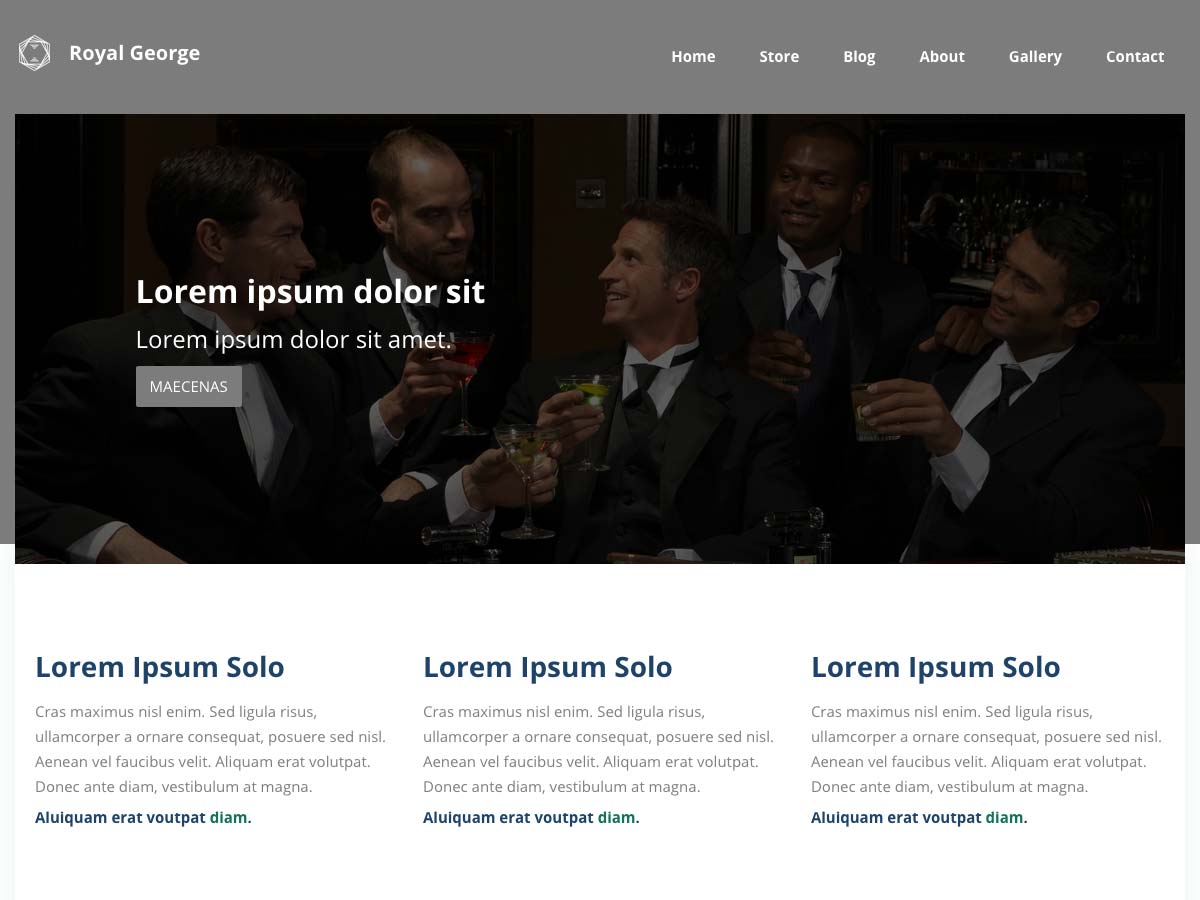 Royal George
Home Store Blog About Gallery Contact
Lorem ipsum dolor sit
Lorem ipsum dolor sit amet.
MAECENAS
Lorem Ipsum Solo
Cras maximus nisl enim. Sed ligula risus,
ullamcorper a ornare consequat, posuere sed nisl.
Aenean vel faucibus velit. Aliquam erat volutpat.
Donec ante diam, vestibulum at magna.
Aluiquam erat voutpat diam.
Lorem Ipsum Solo
Cras maximus nisl enim. Sed ligula risus,
ullamcorper a ornare consequat, posuere sed nisl.
Aenean vel faucibus velit. Aliquam erat volutpat.
Donec ante diam, vestibulum at magna.
Aluiquam erat voutpat diam.
Lorem Ipsum Solo
Cras maximus nisl enim. Sed ligula risus,
ullamcorper a ornare consequat, posuere sed nisl.
Aenean vel faucibus velit. Aliquam erat volutpat.
Donec ante diam, vestibulum at magna.
Aluiquam erat voutpat diam.